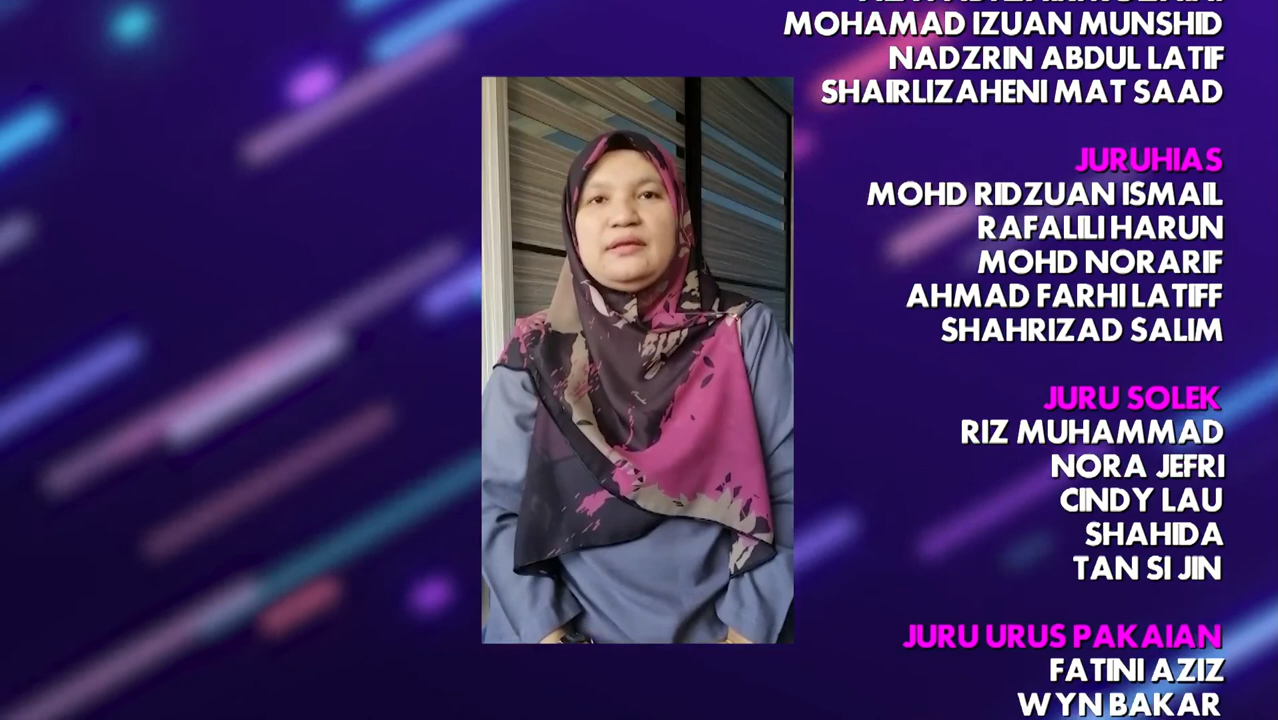 MOHAMAD IZUAN MUNSHID
NADZRIN ABDUL LATIF
SHAIRLIZAHENI MAT SAAD
JURUHIAS
MOHD RIDZUAN ISMAIL
RAFALILI HARUN
MOHD NORARIF
AHMAD FARHI LATIFF
SHAHRIZAD SALIM
JURU SOLEK
RIZ MUHAMMAD
NORA JEFRI
CINDY LAU
SHAHIDA
TAN SI JIN
JURU URUS PAKAIAN
FATINI AZIZ
WYN BAKAR